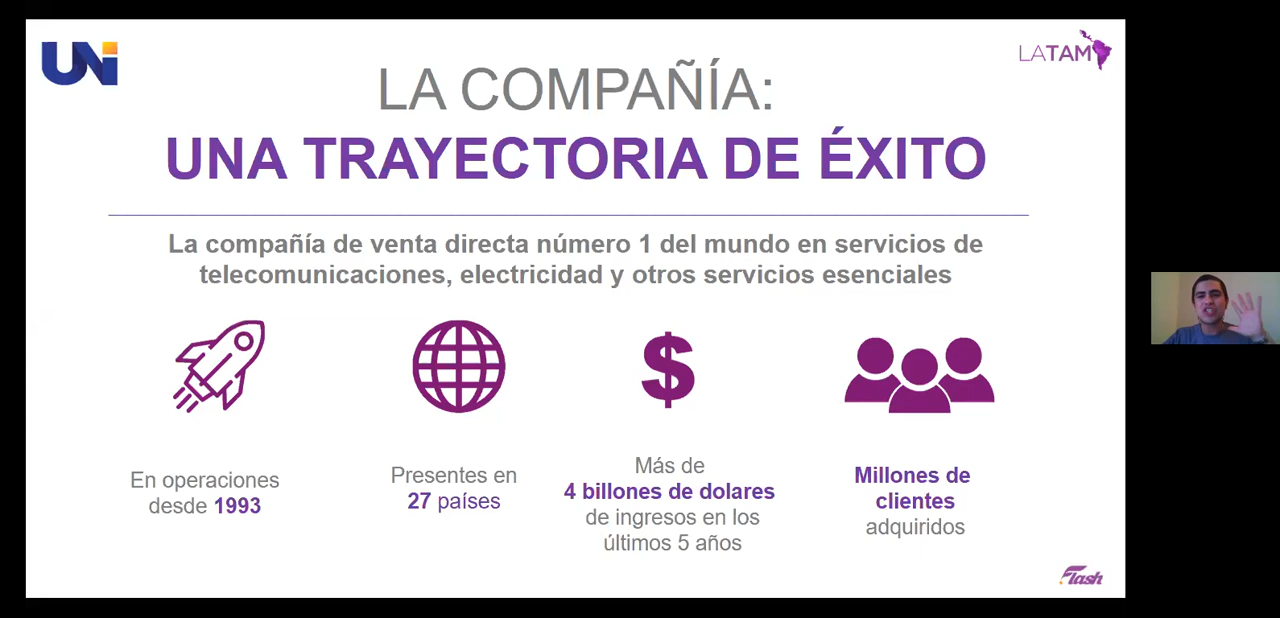 UNi
LATAM
LA COMPAÑÍA:
UNA TRAYECTORIA DE ÉXITO
La compañía de venta directa número 1 del mundo en servicios de
telecomunicaciones, electricidad y otros servicios esenciales
$
En operaciones
desde 1993
Presentes en
27 países
Más de
4 billones de dolares
de ingresos en los
últimos 5 años
Millones de
clientes
adquiridos
Flash